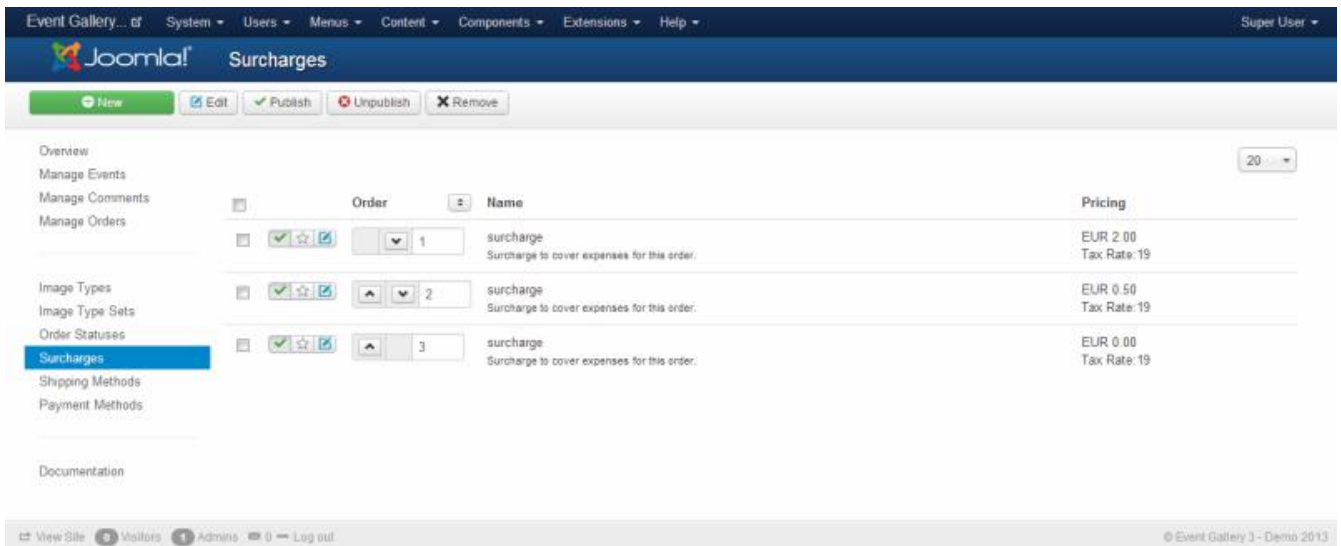 Event Gallery... System Users Menus Content Components Extensions Help Super User
Joomla! Surcharges
New Edit Publish Unpublish Remove
Overview
Manage Events
Manage Comments
Manage Orders
Image Types
Image Type Sets
Order Statuses
Surcharges
Shipping Methods
Payment Methods
Documentation
20
Order Name Pricing
1 surcharge EUR 2.00
Surcharge to cover expenses for this order. Tax Rate: 19
2 surcharge EUR 0.50
Surcharge to cover expenses for this order. Tax Rate: 19
3 surcharge EUR 0.00
Surcharge to cover expenses for this order. Tax Rate: 19
View Site Visitors 1 Admins 0 Log out © Event Gallery 3 - Demo 2013